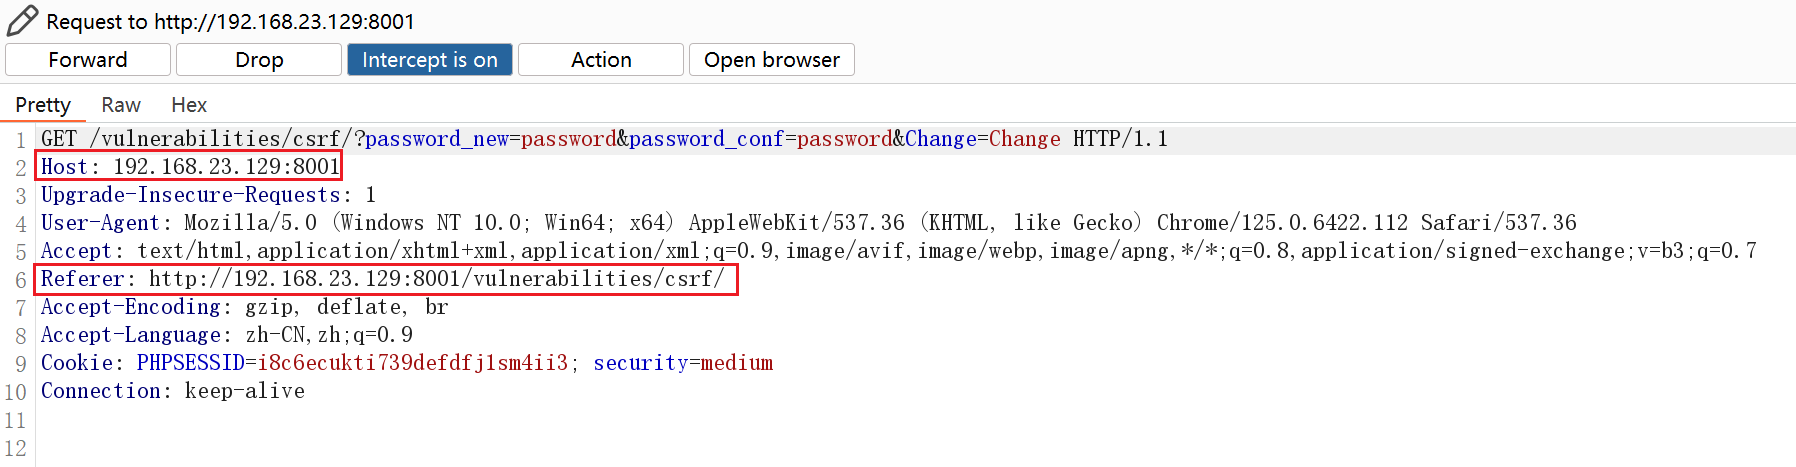 Request to http://192.168.23.129:8001
Forward Drop Intercept is on Action Open browser
Pretty Raw Hex
1 GET /vulnerabilities/csrf/?password_new=password&password_conf=password&Change=Change HTTP/1.1
2 Host: 192.168.23.129:8001
3 Upgrade-Insecure-Requests: 1
4 User-Agent: Mozilla/5.0 (Windows NT 10.0; Win64; x64) AppleWebKit/537.36 (KHTML, like Gecko) Chrome/125.0.6422.112 Safari/537.36
5 Accept: text/html,application/xhtml+xml,application/xml;q=0.9,image/avif,image/webp,image/apng,*/*;q=0.8,application/signed-exchange;v=b3;q=0.7
6 Referer: http://192.168.23.129:8001/vulnerabilities/csrf/
7 Accept-Encoding: gzip, deflate, br
8 Accept-Language: zh-CN,zh;q=0.9
9 Cookie: PHPSESSID=i8c6ecukti739defdfj1sm4ii3; security=medium
10 Connection: keep-alive
11
12